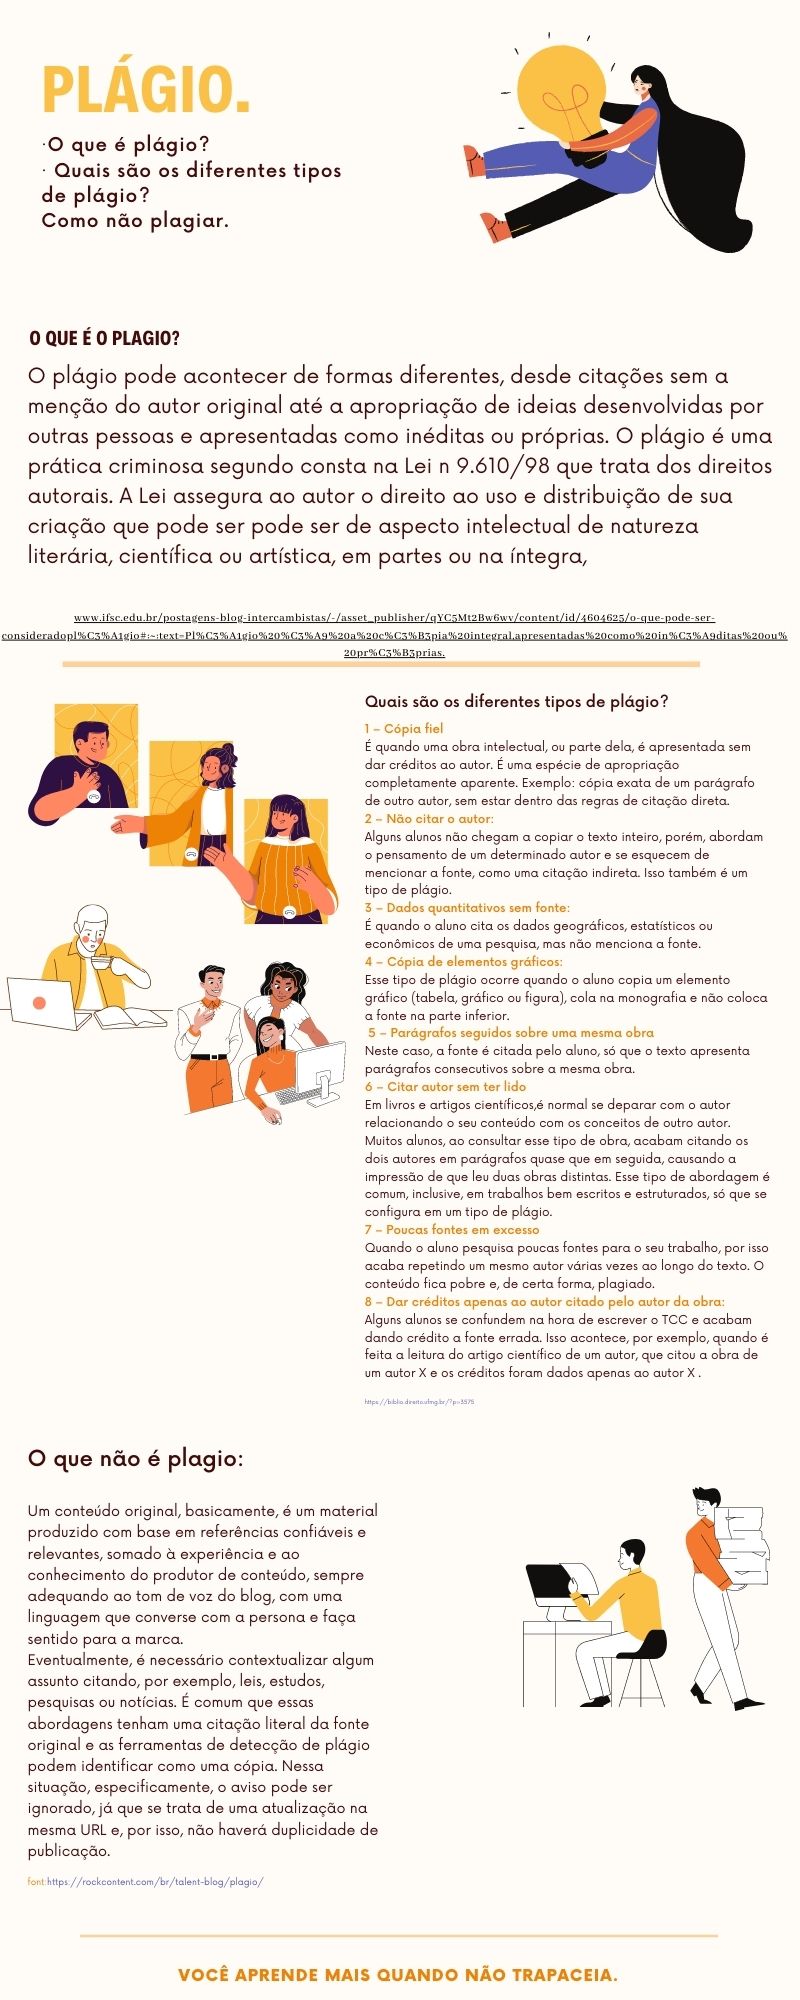 PLÁGIO.
·O que é plágio?
· Quais são os diferentes tipos
de plágio?
Como não plagiar.
O QUE É O PLAGIO?
O plágio pode acontecer de formas diferentes, desde citações sem a
menção do autor original até a apropriação de ideias desenvolvidas por
outras pessoas e apresentadas como inéditas ou próprias. O plágio é uma
prática criminosa segundo consta na Lei n 9.610/98 que trata dos direitos
autorais. A Lei assegura ao autor o direito ao uso e distribuição de sua
criação que pode ser pode ser de aspecto intelectual de natureza
literária, científica ou artística, em partes ou na íntegra,
www.ifsc.edu.br/postagens-blog-intercambistas/-/asset_publisher/qYC5Mt2Bw6wv/content/id/4604625/o-que-pode-ser-
consideradopl%C3%A1gio#:~:text=Pl%C3%A1gio%20%C3%A9%20a%20c%C3%B3pia%20integral,apresentadas%20como%20in%C3%A9ditas%20ou%
20pr%C3%B3prias.
Quais são os diferentes tipos de plágio?
1 – Cópia fiel
É quando uma obra intelectual, ou parte dela, é apresentada sem
dar créditos ao autor. É uma espécie de apropriação
completamente aparente. Exemplo: cópia exata de um parágrafo
de outro autor, sem estar dentro das regras de citação direta.
2 – Não citar o autor:
Alguns alunos não chegam a copiar o texto inteiro, porém, abordam
o pensamento de um determinado autor e se esquecem de
mencionar a fonte, como uma citação indireta. Isso também é um
tipo de plágio.
3 – Dados quantitativos sem fonte:
É quando o aluno cita os dados geográficos, estatísticos ou
econômicos de uma pesquisa, mas não menciona a fonte.
4 – Cópia de elementos gráficos:
Esse tipo de plágio ocorre quando o aluno copia um elemento
gráfico (tabela, gráfico ou figura), cola na monografia e não coloca
a fonte na parte inferior.
5 – Parágrafos seguidos sobre uma mesma obra
Neste caso, a fonte é citada pelo aluno, só que o texto apresenta
parágrafos consecutivos sobre a mesma obra.
6 – Citar autor sem ter lido
Em livros e artigos científicos,é normal se deparar com o autor
relacionando o seu conteúdo com os conceitos de outro autor.
Muitos alunos, ao consultar esse tipo de obra, acabam citando os
dois autores em parágrafos quase que em seguida, causando a
impressão de que leu duas obras distintas. Esse tipo de abordagem é
comum, inclusive, em trabalhos bem escritos e estruturados, só que se
configura em um tipo de plágio.
7 – Poucas fontes em excesso
Quando o aluno pesquisa poucas fontes para o seu trabalho, por isso
acaba repetindo um mesmo autor várias vezes ao longo do texto. O
conteúdo fica pobre e, de certa forma, plagiado.
8 – Dar créditos apenas ao autor citado pelo autor da obra:
Alguns alunos se confundem na hora de escrever o TCC e acabam
dando crédito a fonte errada. Isso acontece, por exemplo, quando é
feita a leitura do artigo científico de um autor, que citou a obra de
um autor X e os créditos foram dados apenas ao autor X .
https://biblio.direito.ufmg.br/?p=3575
O que não é plagio:
Um conteúdo original, basicamente, é um material
produzido com base em referências confiáveis e
relevantes, somado à experiência e ao
conhecimento do produtor de conteúdo, sempre
adequando ao tom de voz do blog, com uma
linguagem que converse com a persona e faça
sentido para a marca.
Eventualmente, é necessário contextualizar algum
assunto citando, por exemplo, leis, estudos,
pesquisas ou notícias. É comum que essas
abordagens tenham uma citação literal da fonte
original e as ferramentas de detecção de plágio
podem identificar como uma cópia. Nessa
situação, especificamente, o aviso pode ser
ignorado, já que se trata de uma atualização na
mesma URL e, por isso, não haverá duplicidade de
publicação.
font:https://rockcontent.com/br/talent-blog/plagio/
VOCÊ APRENDE MAIS QUANDO NÃO TRAPACEIA.